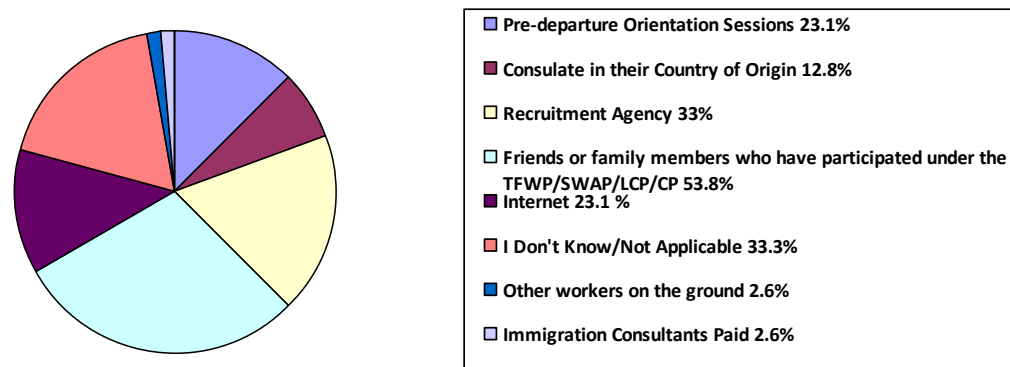 Pre-departure Orientation Sessions 23.1%
Consulate in their Country of Origin 12.8%
Recruitment Agency 33%
Friends or family members who have participated under the
TFWP/SWAP/LCP/CP 53.8%
Internet 23.1 %
I Don't Know/Not Applicable 33.3%
Other workers on the ground 2.6%
Immigration Consultants Paid 2.6%